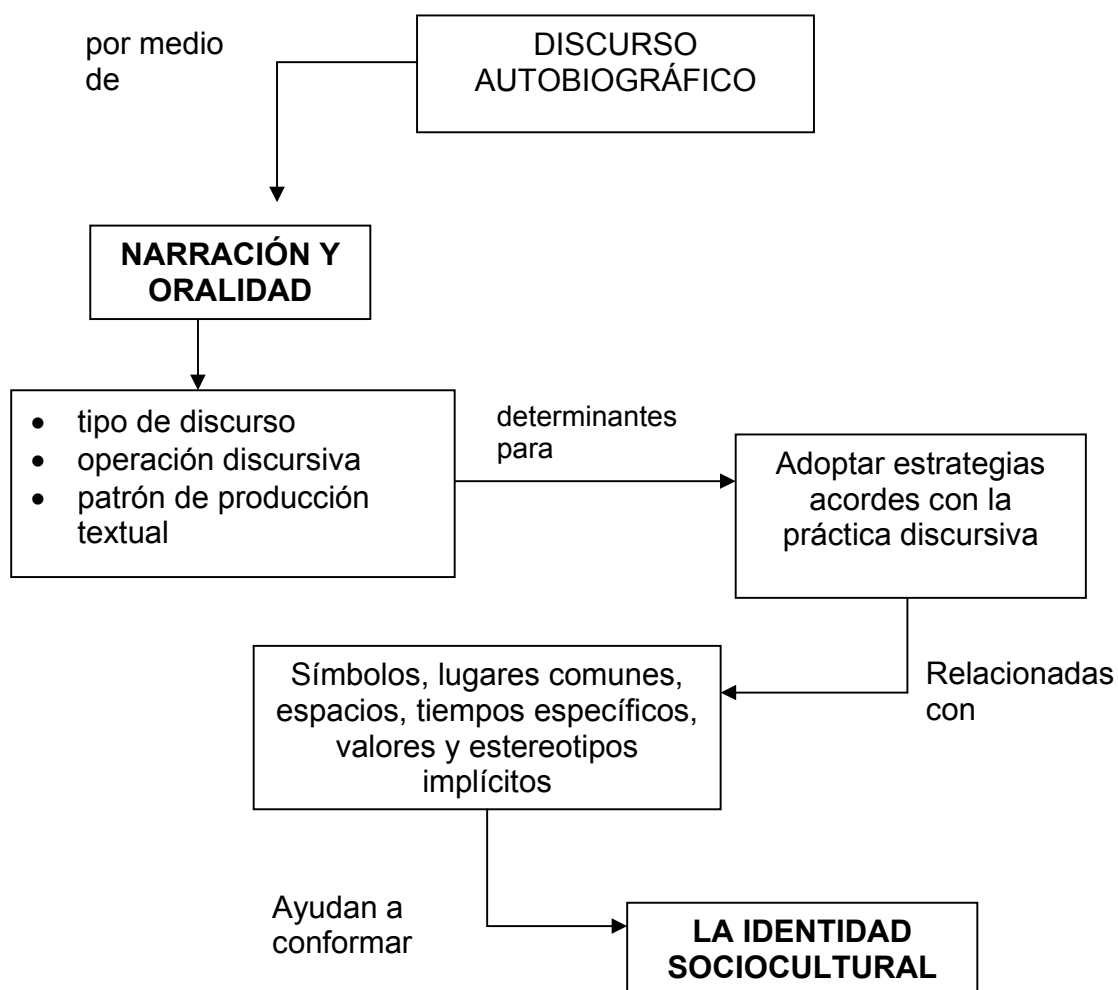 por medio
de
DISCURSO
AUTOBIOGRÁFICO
NARRACIÓN Y
ORALIDAD
• tipo de discurso
• operación discursiva
• patrón de producción
textual
determinantes
para
Adoptar estrategias
acordes con la
práctica discursiva
Relacionadas
con
Símbolos, lugares comunes,
espacios, tiempos específicos,
valores y estereotipos
implícitos
Ayudan a
conformar
LA IDENTIDAD
SOCIOCULTURAL